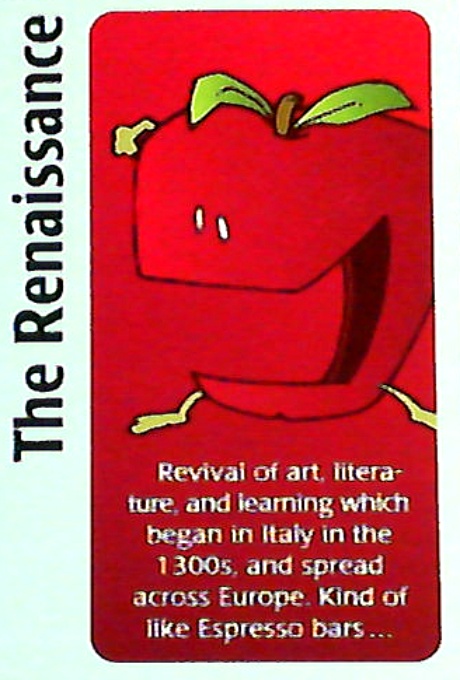 The Renaissance
Revival of art, litera-
ture, and learning which
began in Italy in the
1300s, and spread
across Europe. Kind of
like Espresso bars...